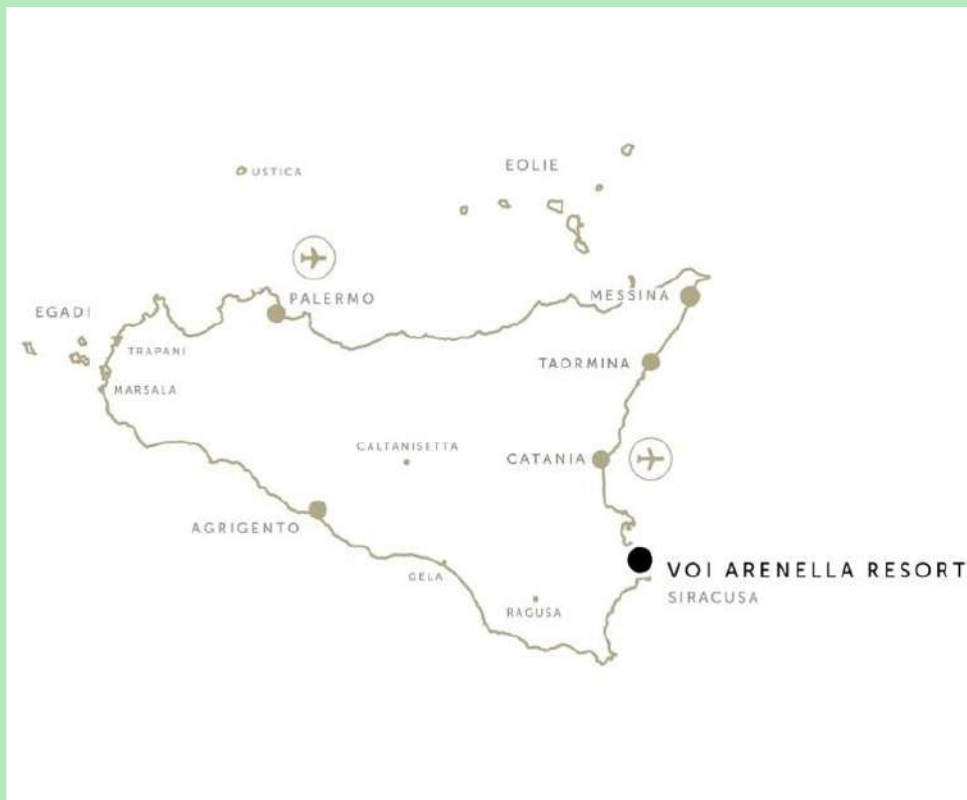 EOLIE
USTICA
MESSINA
PALERMO
EGADI
TRAPANI
TAORMINA
MARSALA
CALTANISETTA
CATANIA
AGRIGENTO
VOI ARENELLA RESORT
GELA
SIRACUSA
RAGUSA